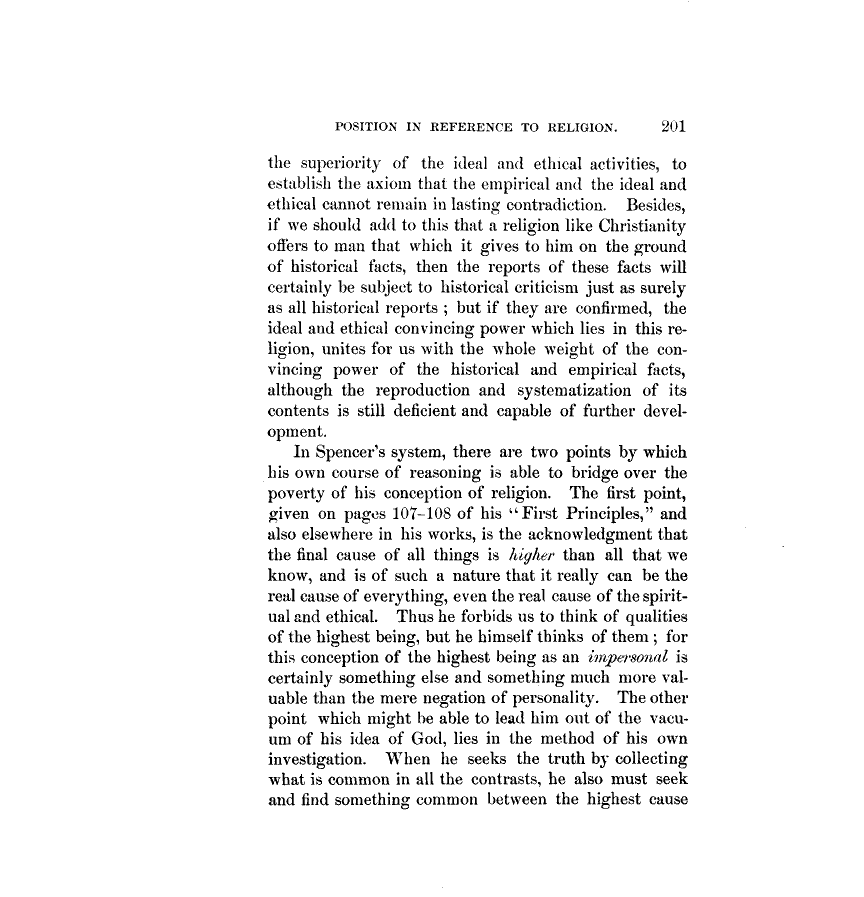 POSITION IN REFERENCE TO RELIGION. 201
the superiority of the ideal and ethical activities, to
establish the axiom that the empirical and the ideal and
ethical cannot remain in lasting contradiction. Besides,
if we should add to this that a religion like Christianity
offers to man that which it gives to him on the ground
of historical facts, then the reports of these facts will
certainly be subject to historical criticism just as surely
as all historical reports ; but if they are confirmed, the
ideal and ethical convincing power which lies in this re-
ligion, unites for us with the whole weight of the con-
vincing power of the historical and empirical facts,
although the reproduction and systematization of its
contents is still deficient and capable of further devel-
opment.
In Spencer's system, there are two points by which
his own course of reasoning is able to bridge over the
poverty of his conception of religion. The first point,
given on pages 107-108 of his "First Principles," and
also elsewhere in his works, is the acknowledgment that
the final cause of all things is higher than all that we
know, and is of such a nature that it really can be the
real cause of everything, even the real cause of the spirit-
ual and ethical. Thus he forbids us to think of qualities
of the highest being, but he himself thinks of them ; for
this conception of the highest being as an impersonal is
certainly something else and something much more val-
uable than the mere negation of personality. The other
point which might be able to lead him out of the vacu-
um of his idea of God, lies in the method of his own
investigation. When he seeks the truth by collecting
what is common in all the contrasts, he also must seek
and find something common between the highest cause